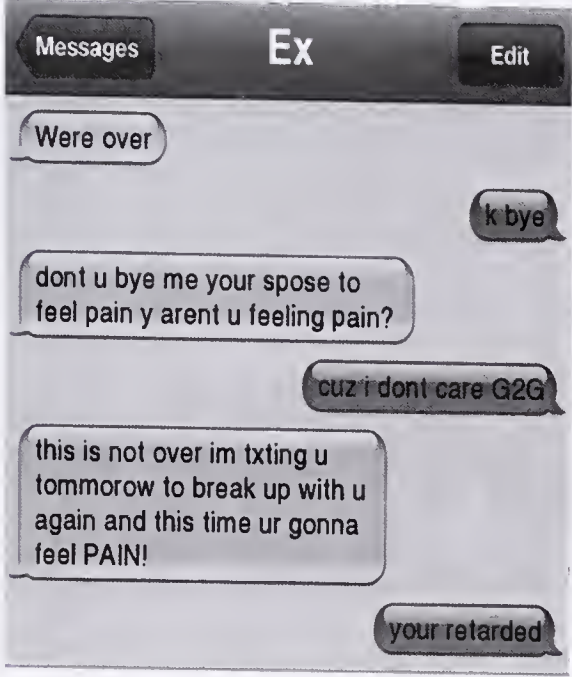 Messages Ex Edit
Were over
k bye
dont u bye me your spose to
feel pain y arent u feeling pain?
cuz i dont care G2G
this is not over im txting u
tommorow to break up with u
again and this time ur gonna
feel PAIN!
your retarded